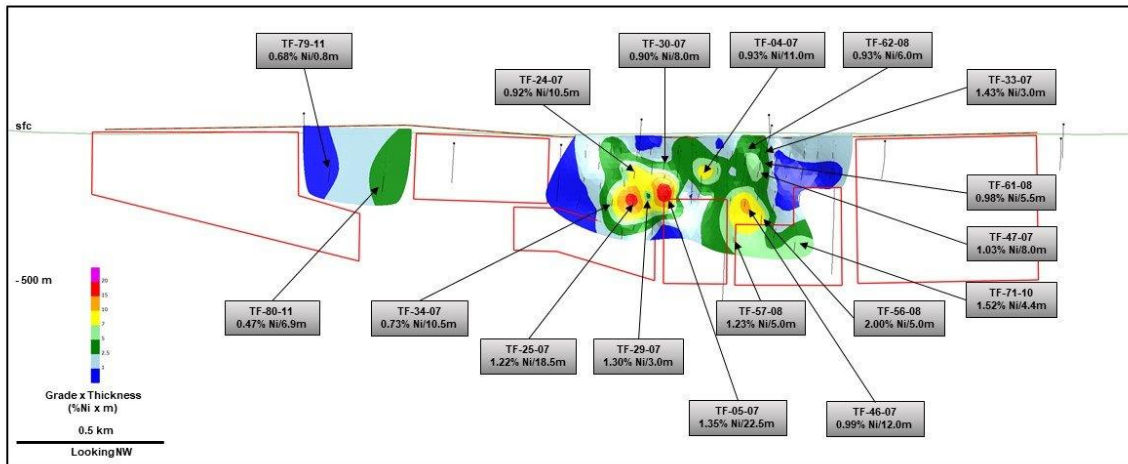 TF-79-11
0.68% Ni/0.8m
TF-30-07
0.90% Ni/8.0m
TF-04-07
0.93% Ni/11.0m
TF-62-08
0.93% Ni/6.0m
TF-24-07
0.92% Ni/10.5m
TF-33-07
1.43% Ni/3.0m
sfc
TF-61-08
0.98% Ni/5.5m
TF-47-07
1.03% Ni/8.0m
- 500 m
TF-71-10
1.52% Ni/4.4m
TF-80-11
0.47% Ni/6.9m
TF-34-07
0.73% Ni/10.5m
TF-57-08
1.23% Ni/5.0m
TF-56-08
2.00% Ni/5.0m
TF-25-07
1.22% Ni/18.5m
TF-29-07
1.30% Ni/3.0m
20
15
10
7
5
2.5
1
Grade x Thickness
(%Ni x m)
TF-05-07
1.35% Ni/22.5m
TF-46-07
0.99% Ni/12.0m
0.5 km
Looking NW